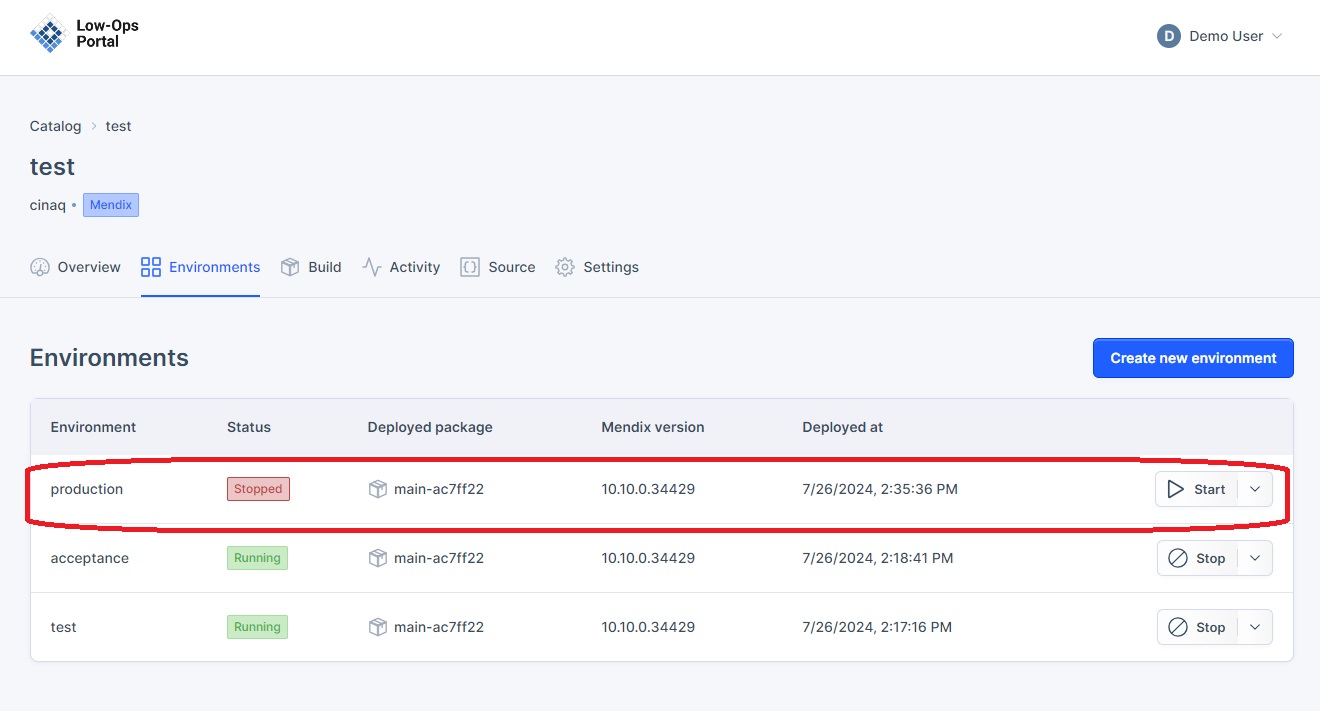 Low-Ops
Portal
D Demo User
Catalog > test
test
cinaq • Mendix
Overview Environments Build Activity Source Settings
Environments Create new environment
Environment Status Deployed package Mendix version Deployed at
production Stopped main-ac7ff22 10.10.0.34429 7/26/2024, 2:35:36 PM Start
acceptance Running main-ac7ff22 10.10.0.34429 7/26/2024, 2:18:41 PM Stop
test Running main-ac7ff22 10.10.0.34429 7/26/2024, 2:17:16 PM Stop